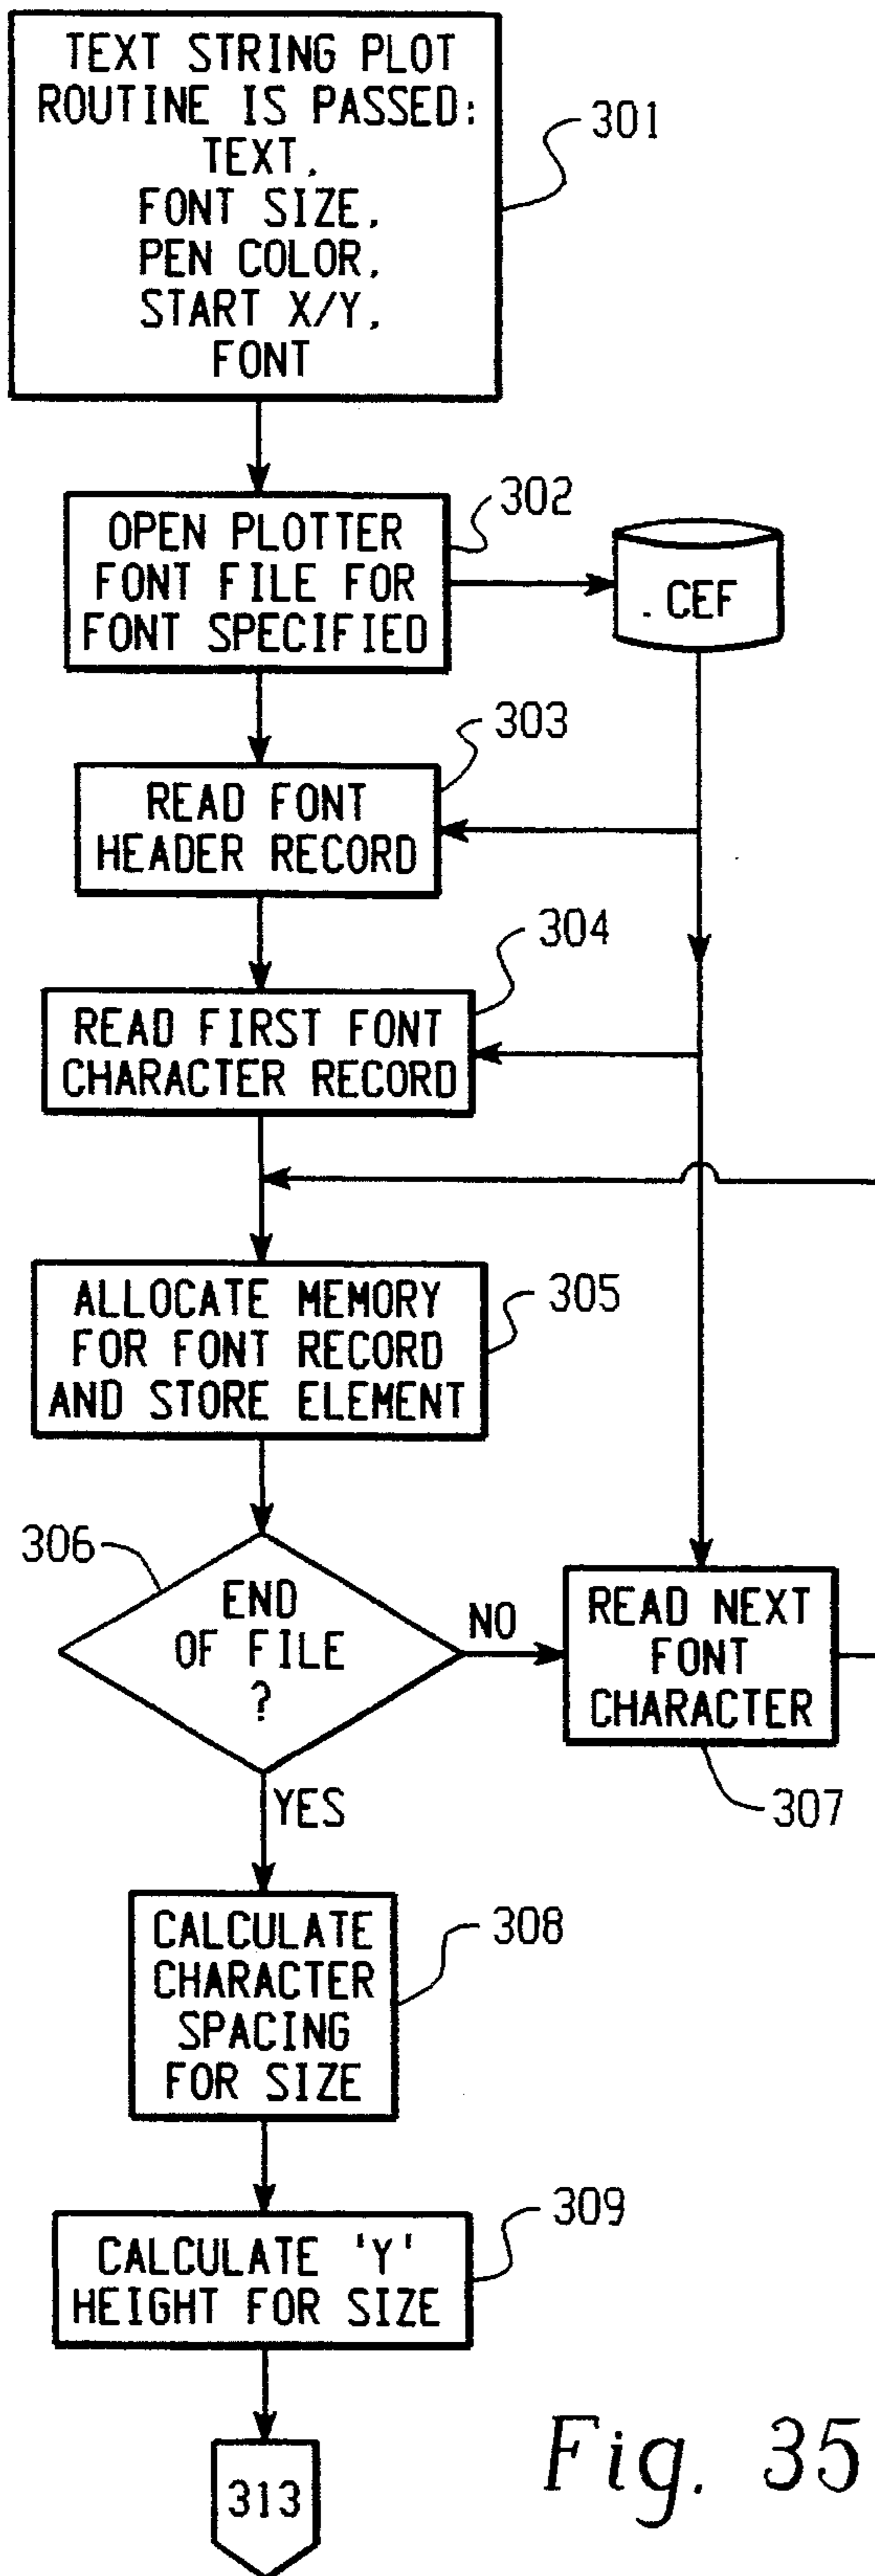 TEXT STRING PLOT
ROUTINE IS PASSED:
TEXT,
FONT SIZE,
PEN COLOR,
START X/Y,
FONT
301
OPEN PLOTTER
FONT FILE FOR
FONT SPECIFIED
302
.CEF
READ FONT
HEADER RECORD
303
READ FIRST FONT
CHARACTER RECORD
304
ALLOCATE MEMORY
FOR FONT RECORD
AND STORE ELEMENT
305
306
END
OF FILE
?
NO
READ NEXT
FONT
CHARACTER
307
YES
CALCULATE
CHARACTER
SPACING
FOR SIZE
308
CALCULATE 'Y'
HEIGHT FOR SIZE
309
313
Fig. 35